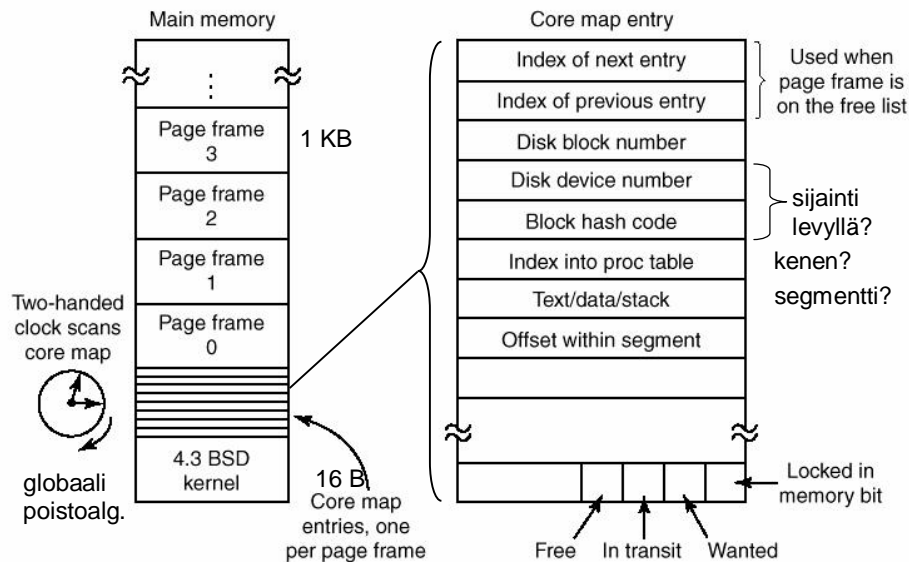 Main memory
Page frame
3
Page frame
2
Page frame
1
Page frame
0
4.3 BSD
kernel
1 KB
Two-handed
clock scans
core map
globaali
poistoalg.
16 B
Core map
entries, one
per page frame
Core map entry
Index of next entry
Index of previous entry
Disk block number
Disk device number
Block hash code
Index into proc table
Text/data/stack
Offset within segment
Used when
page frame is
on the free list
sijainti
levyllä?
kenen?
segmentti?
Locked in
memory bit
Free
In transit
Wanted